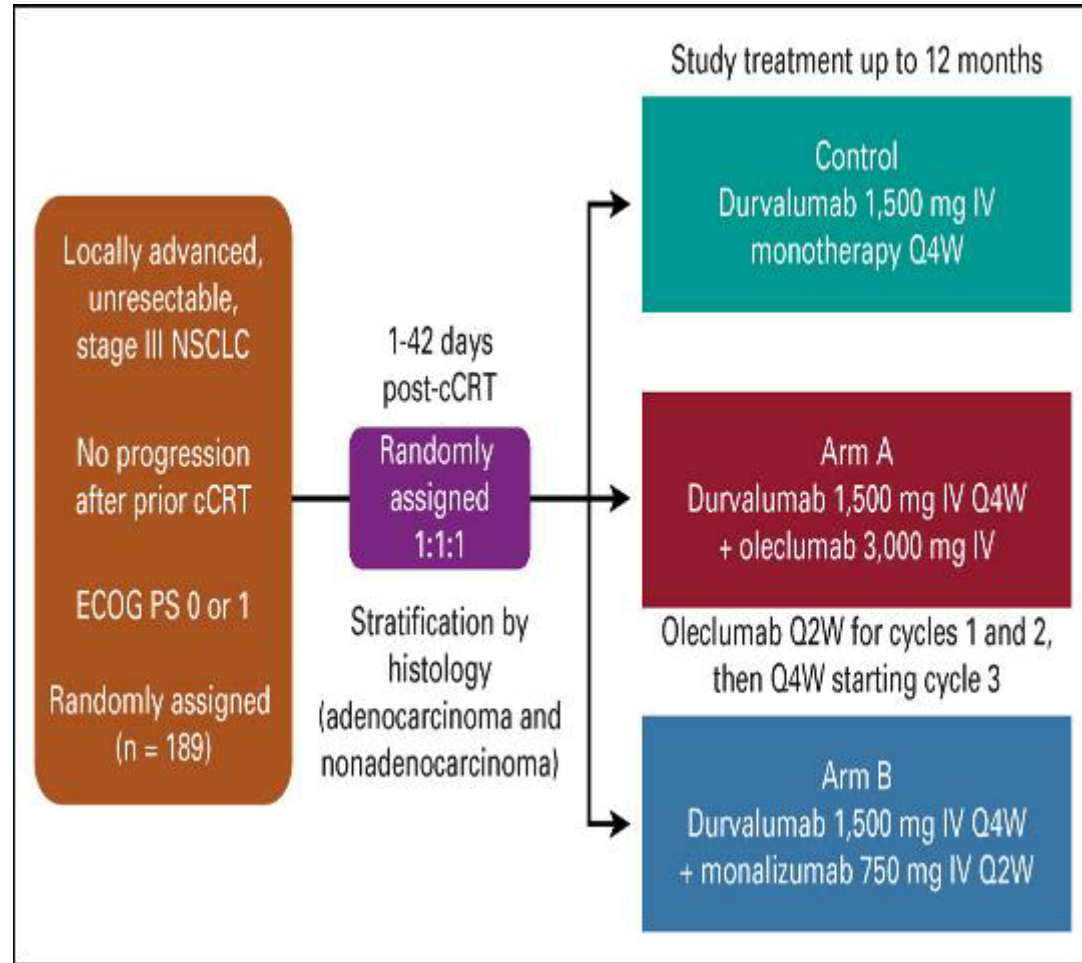 Locally advanced,
unresectable,
stage III NSCLC
No progression
after prior cCRT
ECOG PS 0 or 1
Randomly assigned
(n = 189)
1-42 days
post-cCRT
Randomly
assigned
1:1:1
Stratification by
histology
(adenocarcinoma and
nonadenocarcinoma)
Study treatment up to 12 months
Control
Durvalumab 1,500 mg IV
monotherapy Q4W
Arm A
Durvalumab 1,500 mg IV Q4W
+ oleclumab 3,000 mg IV
Oleclumab Q2W for cycles 1 and 2,
then Q4W starting cycle 3
Arm B
Durvalumab 1,500 mg IV Q4W
+ monalizumab 750 mg IV Q2W